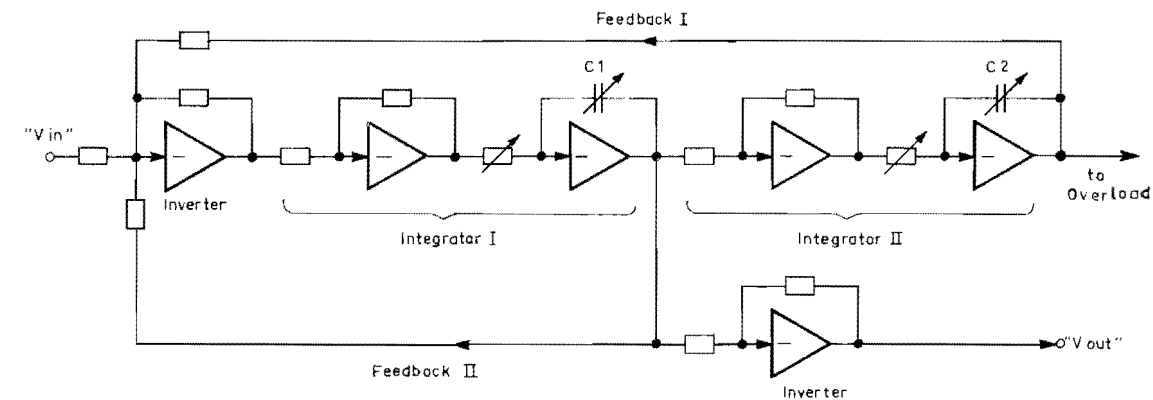 Feedback I
C1
C2
"V in"
Inverter
Integrator I
Integrator II
to
Overload
Feedback II
Inverter
"V out"